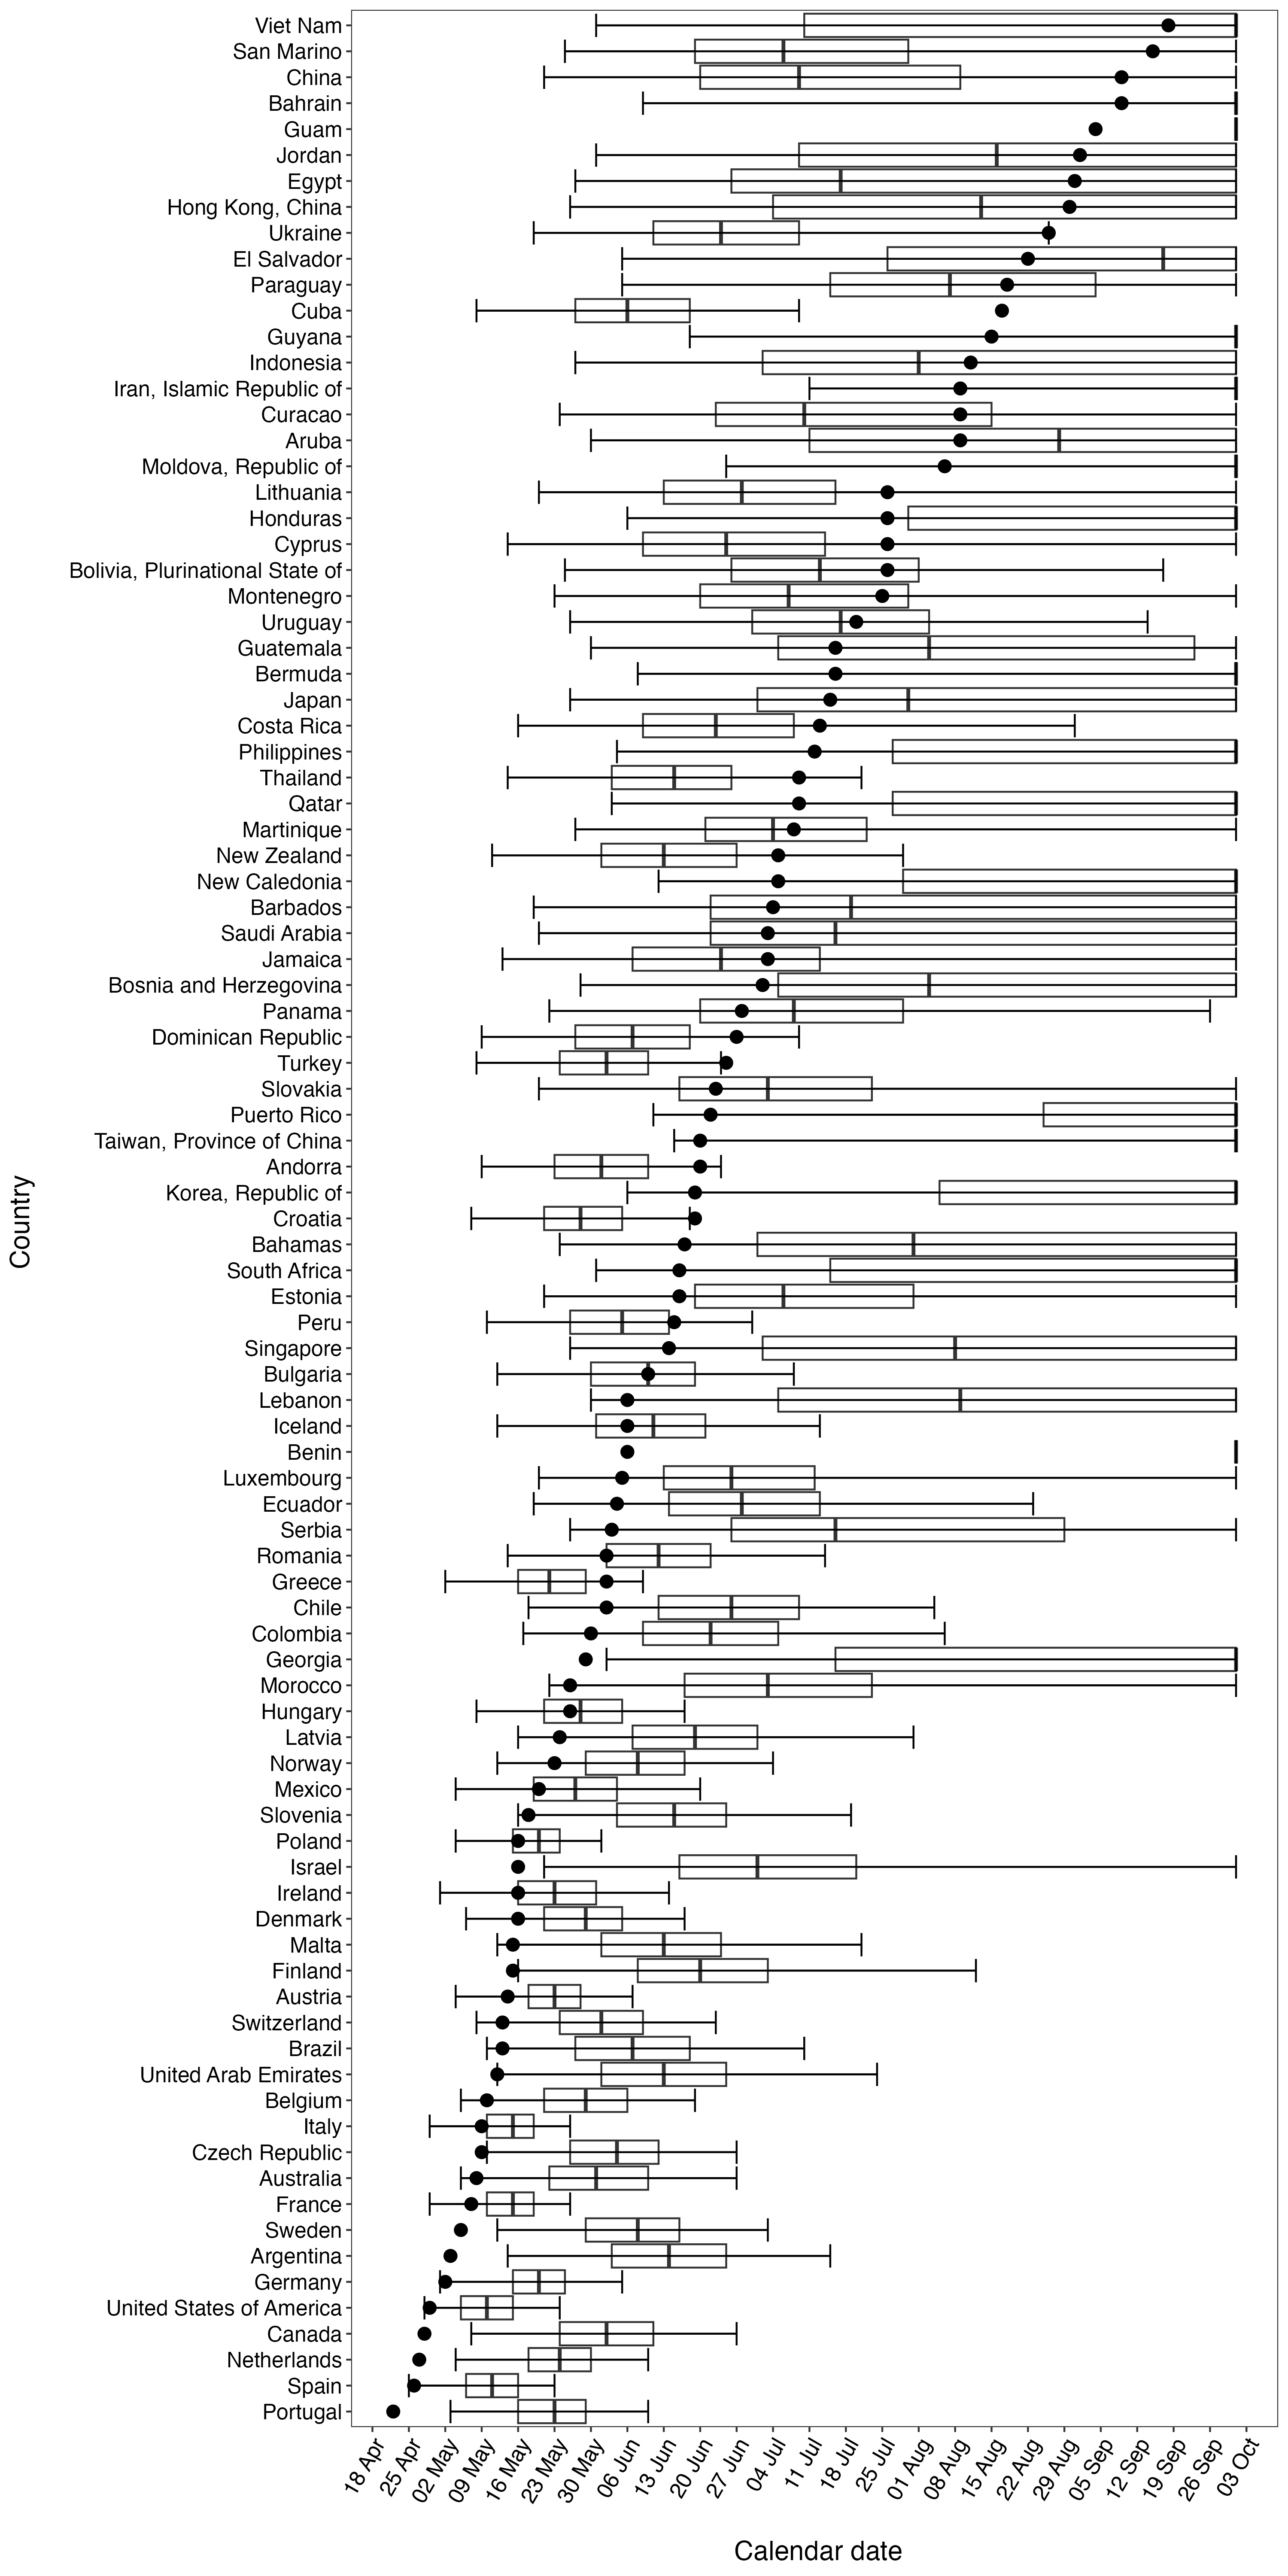 Viet Nam
San Marino
China
Bahrain
Guam
Jordan
Egypt
Hong Kong, China
Ukraine
El Salvador
Paraguay
Cuba
Guyana
Indonesia
Iran, Islamic Republic of
Curacao
Aruba
Moldova, Republic of
Lithuania
Honduras
Cyprus
Bolivia, Plurinational State of
Montenegro
Uruguay
Guatemala
Bermuda
Japan
Costa Rica
Philippines
Thailand
Qatar
Martinique
New Zealand
New Caledonia
Barbados
Saudi Arabia
Jamaica
Bosnia and Herzegovina
Panama
Dominican Republic
Turkey
Slovakia
Puerto Rico
Taiwan, Province of China
Andorra
Korea, Republic of
Croatia
Bahamas
South Africa
Estonia
Peru
Singapore
Bulgaria
Lebanon
Iceland
Benin
Luxembourg
Ecuador
Serbia
Romania
Greece
Chile
Colombia
Georgia
Morocco
Hungary
Latvia
Norway
Mexico
Slovenia
Poland
Israel
Ireland
Denmark
Malta
Finland
Austria
Switzerland
Brazil
United Arab Emirates
Belgium
Italy
Czech Republic
Australia
France
Sweden
Argentina
Germany
United States of America
Canada
Netherlands
Spain
Portugal
Country
18 Apr
25 Apr
02 May
09 May
16 May
23 May
30 May
06 Jun
13 Jun
20 Jun
27 Jun
04 Jul
11 Jul
18 Jul
25 Jul
01 Aug
08 Aug
15 Aug
22 Aug
29 Aug
05 Sep
12 Sep
19 Sep
26 Sep
03 Oct
Calendar date